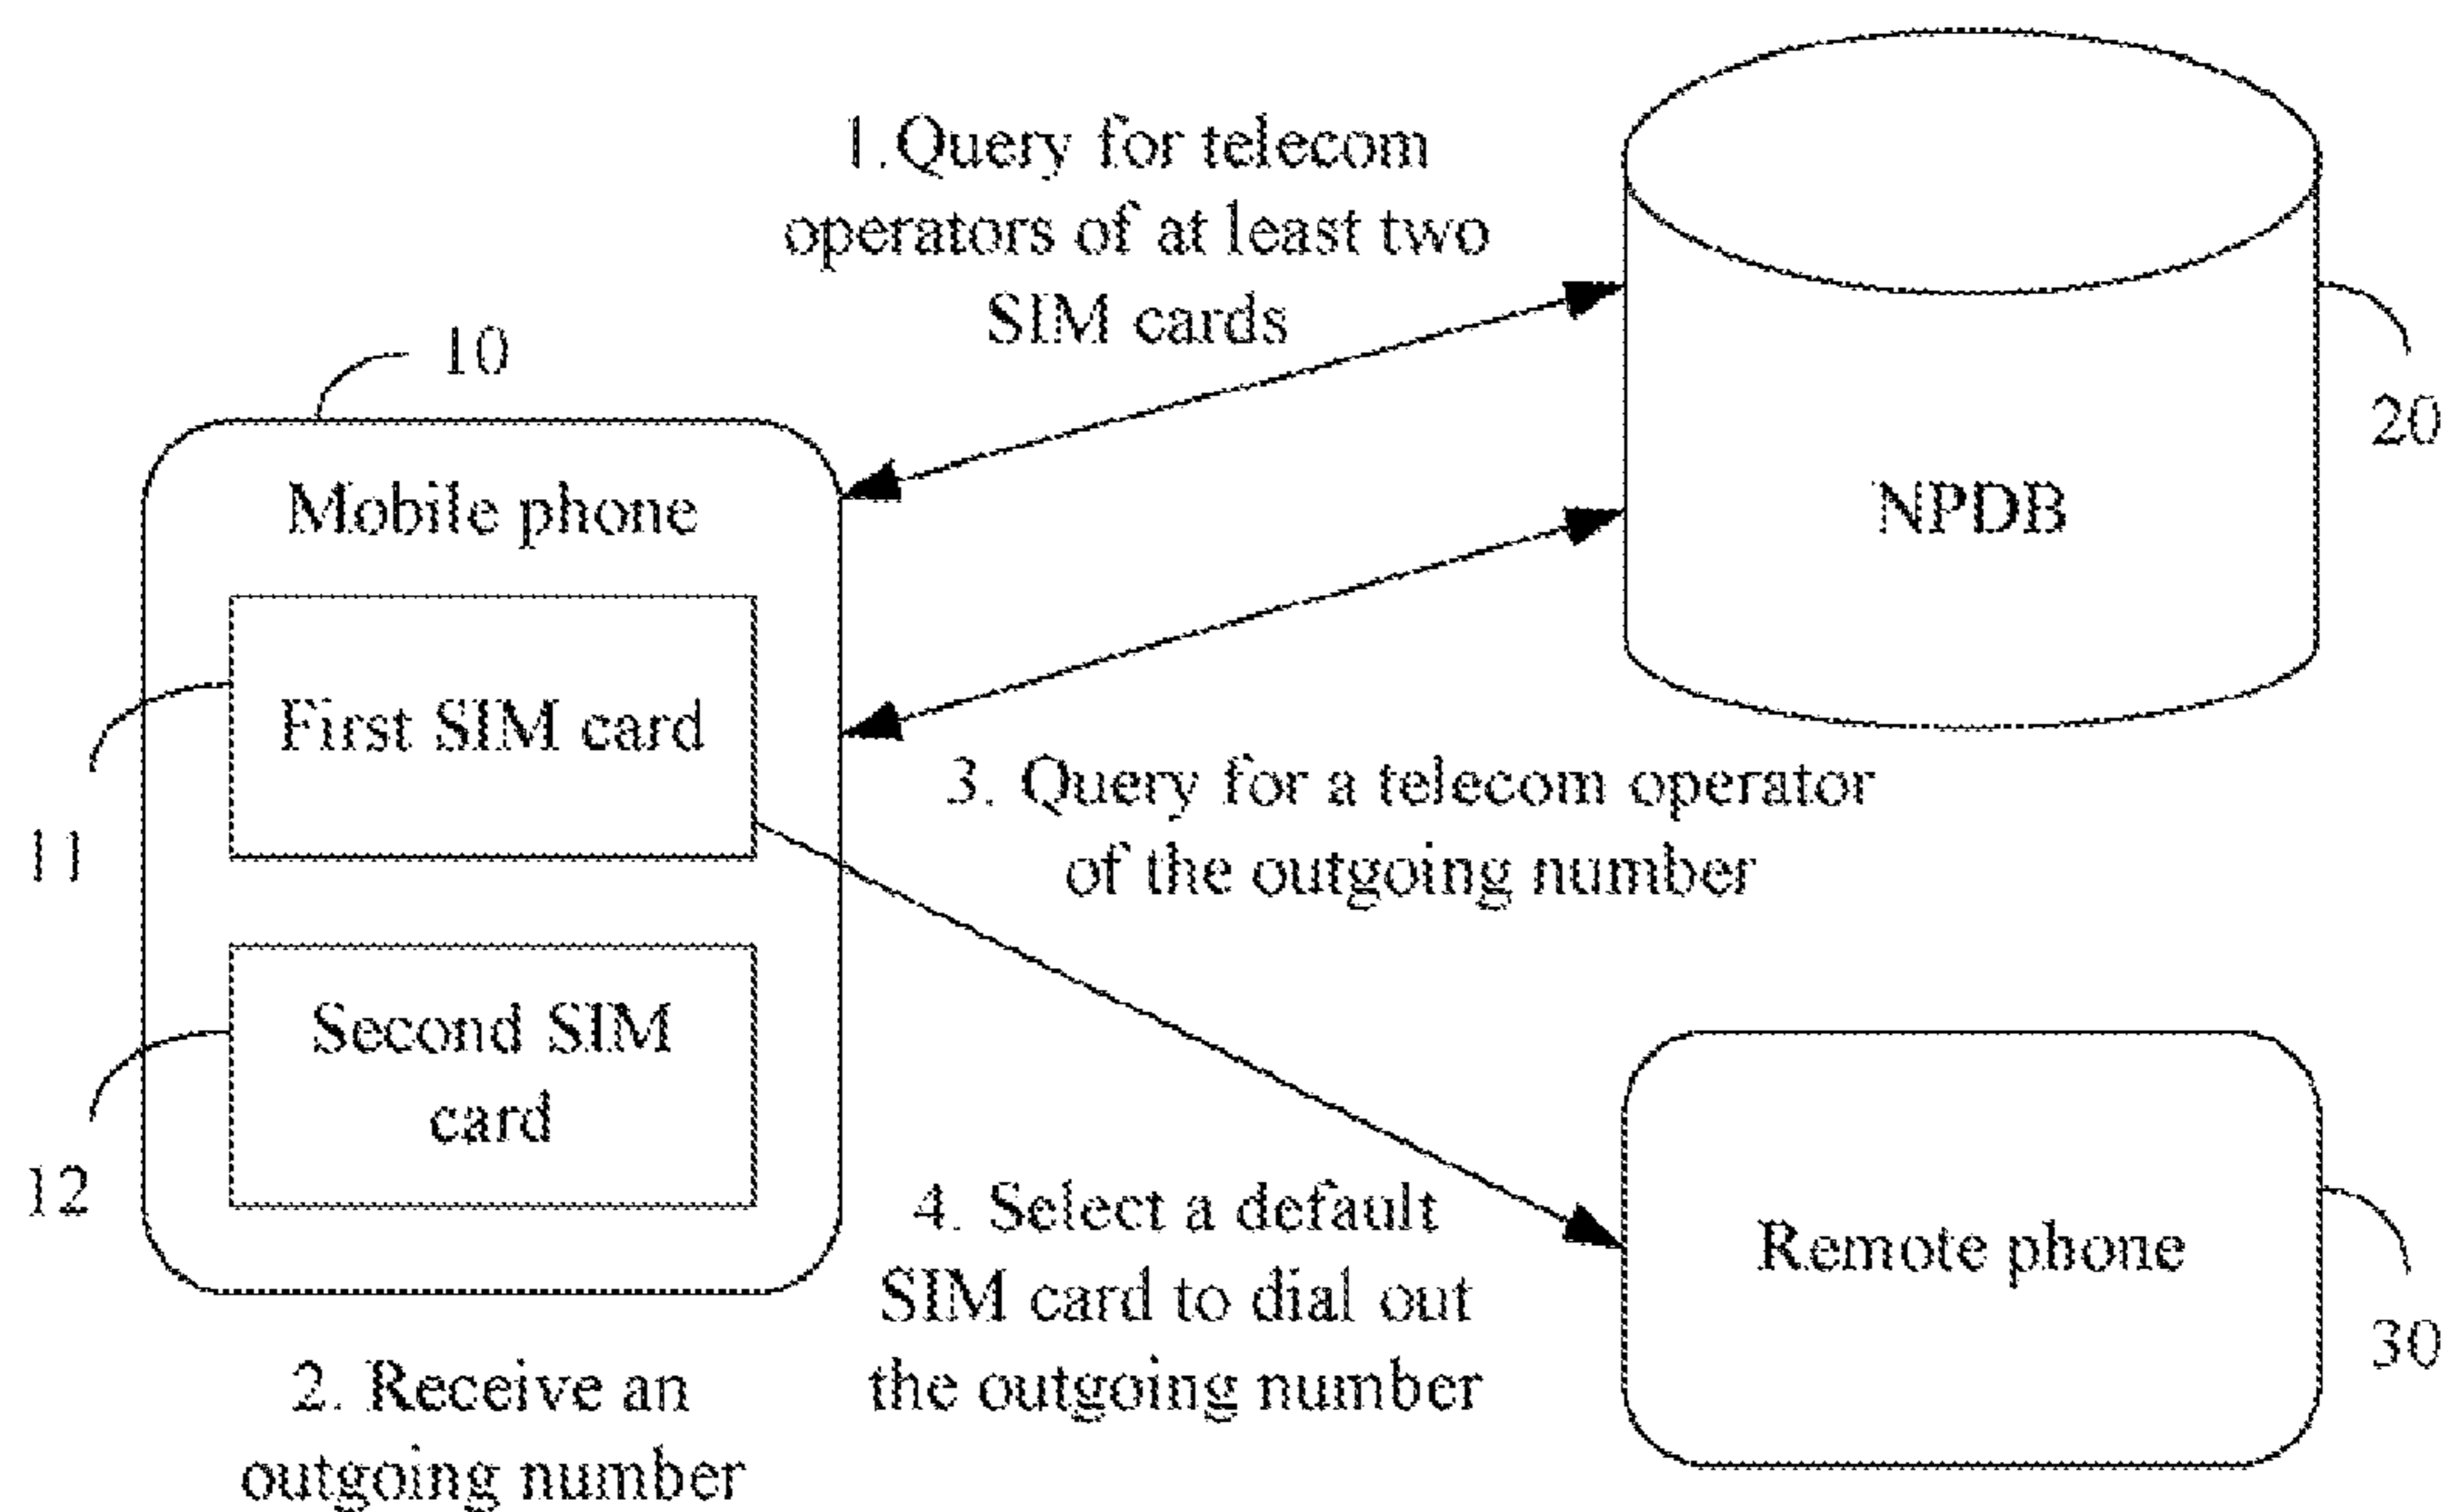 1.Query for telecom
operators of at least two
SIM cards
10
20
Mobile phone
NPDB
First SIM card
11
3. Query for a telecom operator
of the outgoing number
Second SIM
card
12
4. Select a default
SIM card to dial out
the outgoing number
Remote phone
30
2. Receive an
outgoing number